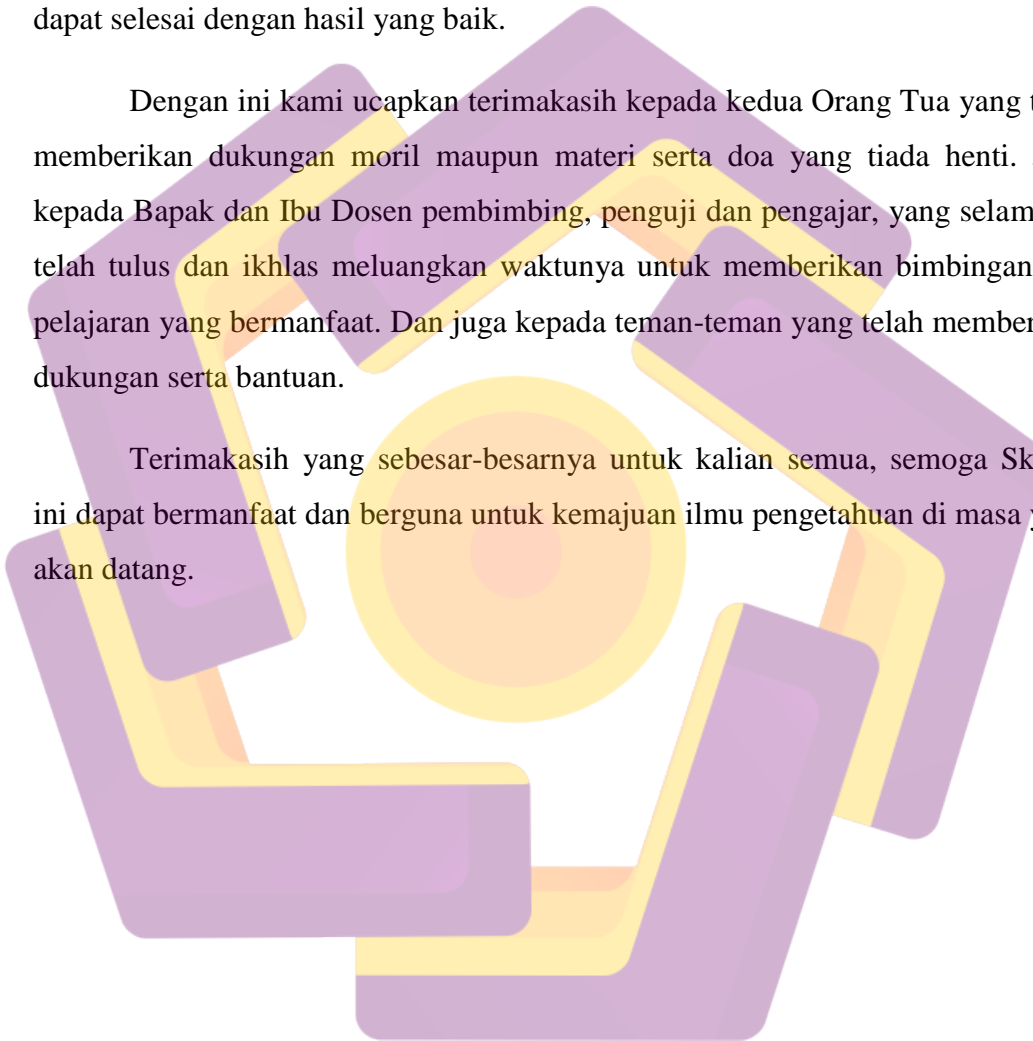 dapat selesai dengan hasil yang baik.
Dengan ini kami ucapkan terimakasih kepada kedua Orang Tua yang
memberikan dukungan moril maupun materi serta doa yang tiada henti.
kepada Bapak dan Ibu Dosen pembimbing, penguji dan pengajar, yang selam
telah tulus dan ikhlas meluangkan waktunya untuk memberikan bimbingan
pelajaran yang bermanfaat. Dan juga kepada teman-teman yang telah member
dukungan serta bantuan.
Terimakasih yang sebesar-besarnya untuk kalian semua, semoga Sk
ini dapat bermanfaat dan berguna untuk kemajuan ilmu pengetahuan di masa
akan datang.